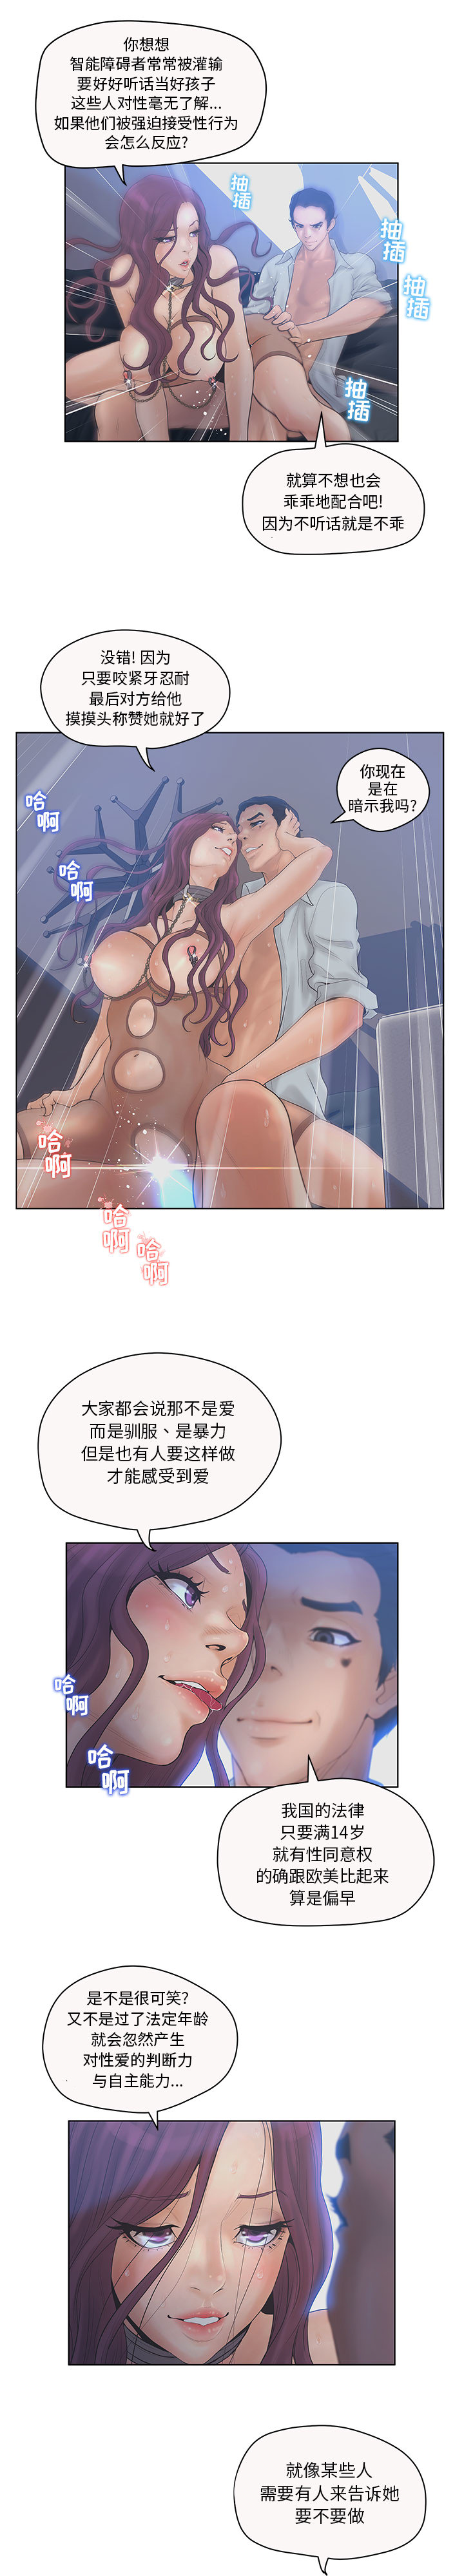 你想想
智能障碍者常常被灌输
要好好听话当好孩子
这些人对性毫无了解...
如果他们被强迫接受性行为
会怎么反应?
抽
插
抽
插
抽
插
抽
插
就算不想也会
乖乖地配合吧!
因为不听话就是不乖
没错! 因为
只要咬紧牙忍耐
最后对方给他
摸摸头称赞她就好了
你现在
是在
暗示我吗?
哈
啊
哈
啊
哈
啊
哈
啊
哈
啊
大家都会说那不是爱
而是驯服、是暴力
但是也有人要这样做
才能感受到爱
哈
啊
哈
啊
我国的法律
只要满14岁
就有性同意权
的确跟欧美比起来
算是偏早
是不是很可笑?
又不是过了法定年龄
就会忽然产生
对性爱的判断力
与自主能力...
就像某些人
需要有人来告诉她
要不要做